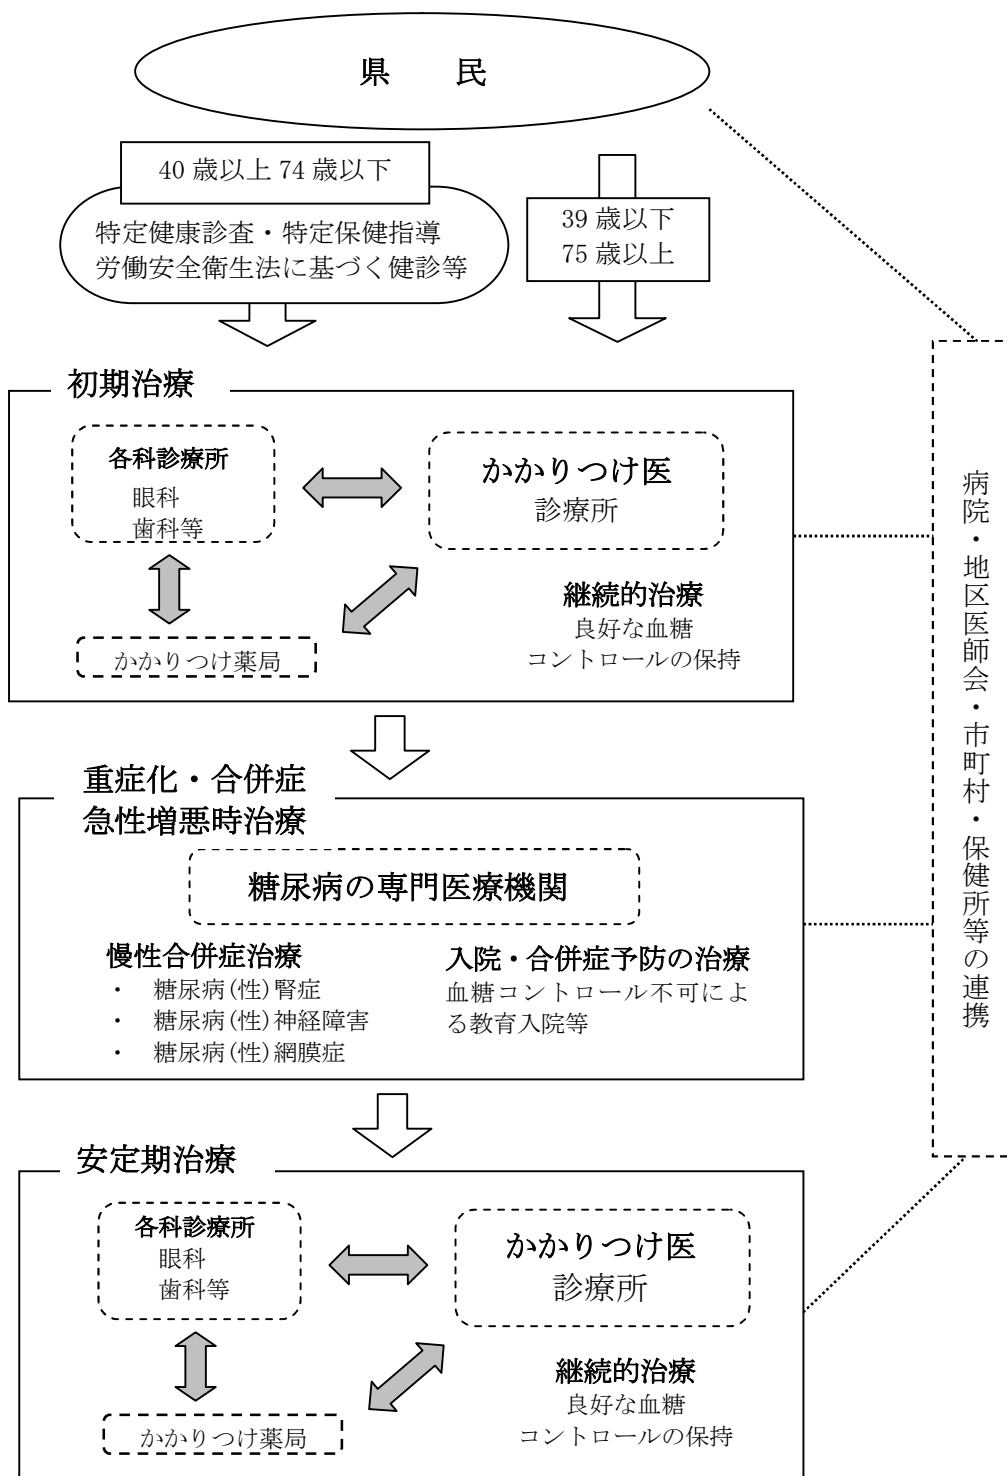 県　民
40 歳以上 74 歳以下
特定健康診査・特定保健指導
労働安全衛生法に基づく健診等
39 歳以下
75 歳以上
初期治療
各科診療所
眼科
歯科等
かかりつけ医
診療所
かかりつけ薬局
継続的治療
良好な血糖
コントロールの保持
重症化・合併症
急性増悪時治療
糖尿病の専門医療機関
慢性合併症治療
・ 糖尿病(性)腎症
・ 糖尿病(性)神経障害
・ 糖尿病(性)網膜症
入院・合併症予防の治療
血糖コントロール不可によ
る教育入院等
安定期治療
各科診療所
眼科
歯科等
かかりつけ医
診療所
かかりつけ薬局
継続的治療
良好な血糖
コントロールの保持
病院・地区医師会・市町村・保健所等の連携